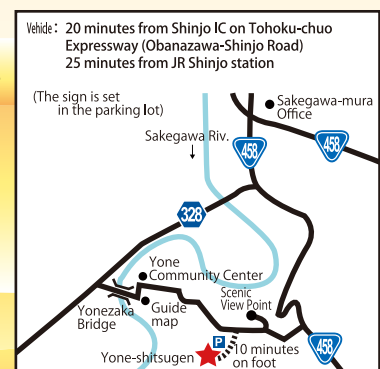 Vehicle: 20 minutes from Shinjo IC on Tohoku-chuo
Expressway (Obanazawa-Shinjo Road)
25 minutes from JR Shinjo station
(The sign is set
in the parking lot)
Sakegawa-mura
Office
Sakegawa Riv.
458
458
328
Yone
Community Center
Scenic
View Point
Yonezaka
Bridge
Guide
map
P
Yone-shitsugen
10 minutes
on foot
458